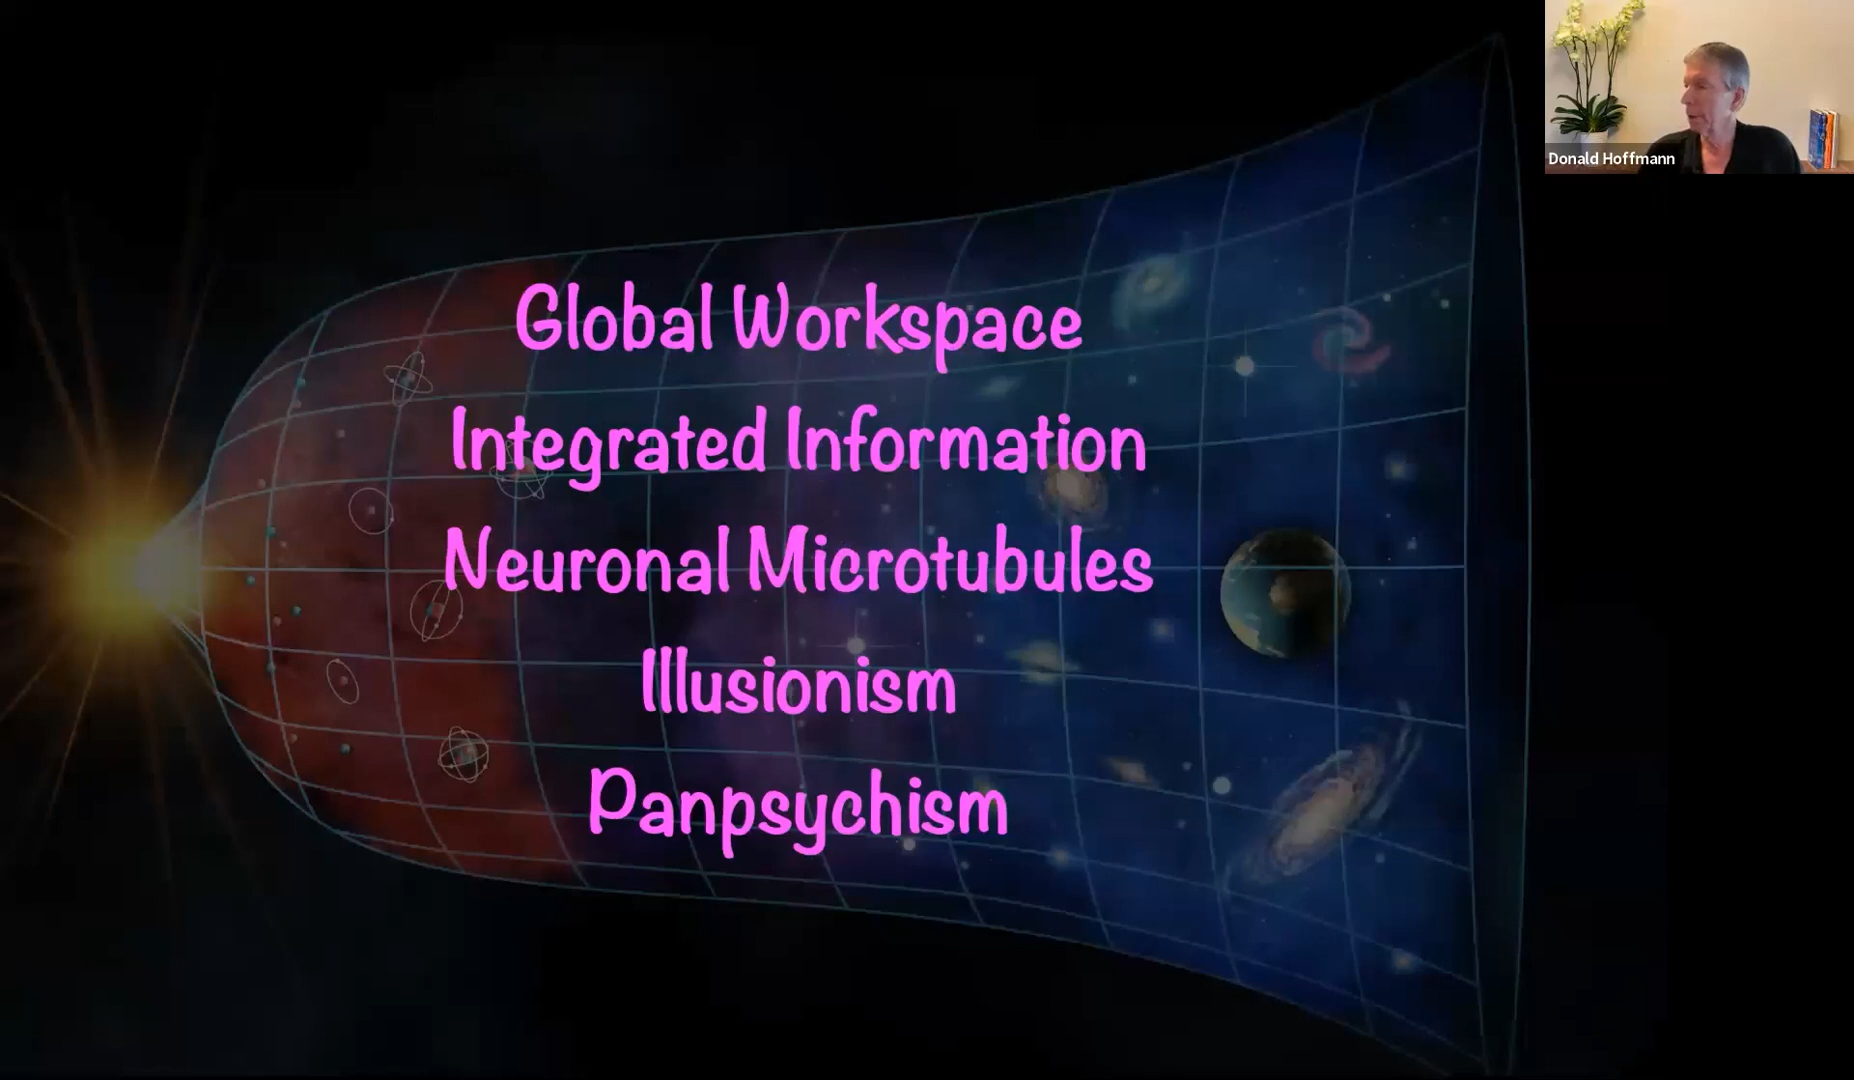 Global Workspace
Integrated Information
Neuronal Microtubules
Illusionism
Panpsychism
Donald Hoffmann